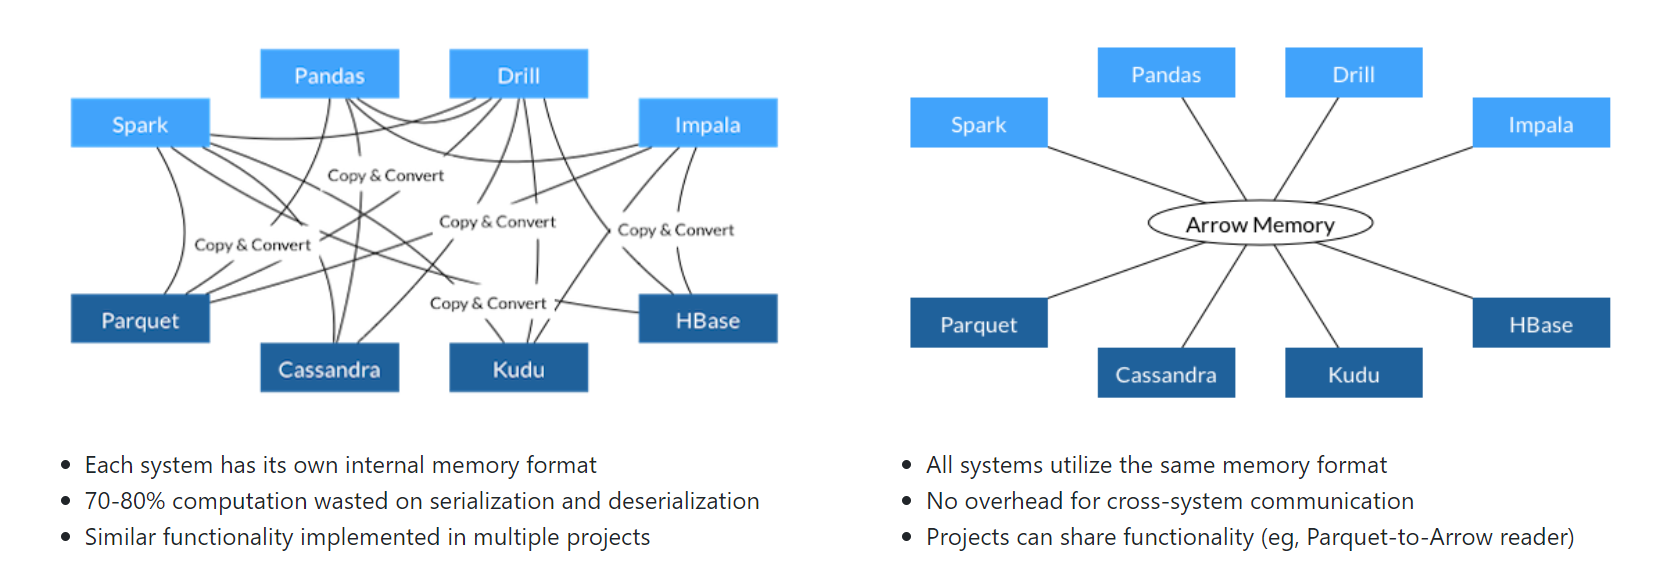 Pandas
Drill
Spark
Impala
Copy & Convert
Copy & Convert
Copy & Convert
Copy & Convert
Copy & Convert
Parquet
HBase
Cassandra
Kudu
• Each system has its own internal memory format
• 70-80% computation wasted on serialization and deserialization
• Similar functionality implemented in multiple projects
Pandas
Drill
Spark
Impala
Arrow Memory
Parquet
HBase
Cassandra
Kudu
• All systems utilize the same memory format
• No overhead for cross-system communication
• Projects can share functionality (eg, Parquet-to-Arrow reader)